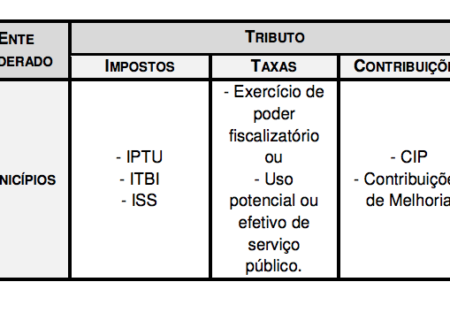 ENTE
TRIBUTO
DERADO
IMPOSTOS
TAXAS
CONTRIBUIÇÕE
NICÍPIOS
- IPTU
- ITBI
- ISS
- Exercício de
poder
fiscalizatório
ou
- Uso
potencial ou
efetivo de
serviço
público.
- CIP
- Contribuiçõe
de Melhoria